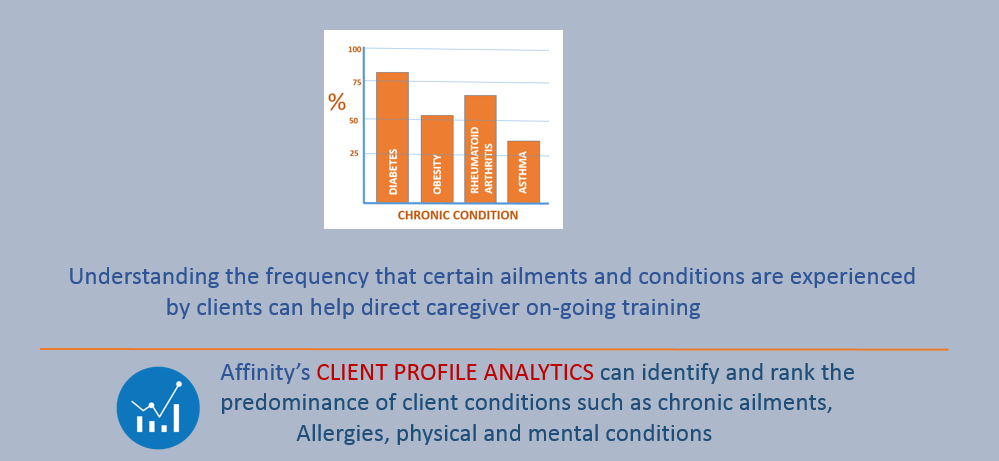 100
75
%
50
25
DIABETES
OBESITY
RHEUMATOID
ARTHRITIS
ASTHMA
CHRONIC CONDITION
Understanding the frequency that certain ailments and conditions are experienced
by clients can help direct caregiver on-going training
Affinity’s CLIENT PROFILE ANALYTICS can identify and rank the
predominance of client conditions such as chronic ailments,
Allergies, physical and mental conditions